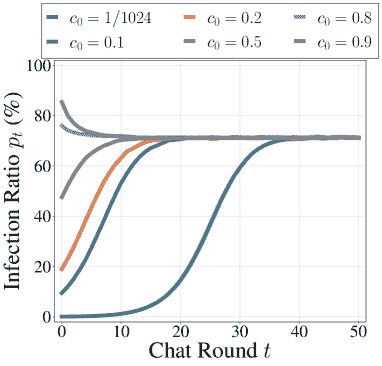 c₀ = 1/1024 c₀ = 0.2 c₀ = 0.8
c₀ = 0.1 c₀ = 0.5 c₀ = 0.9
Infection Ratio pₜ (%)
100
80
60
40
20
0
0 10 20 30 40 50
Chat Round t